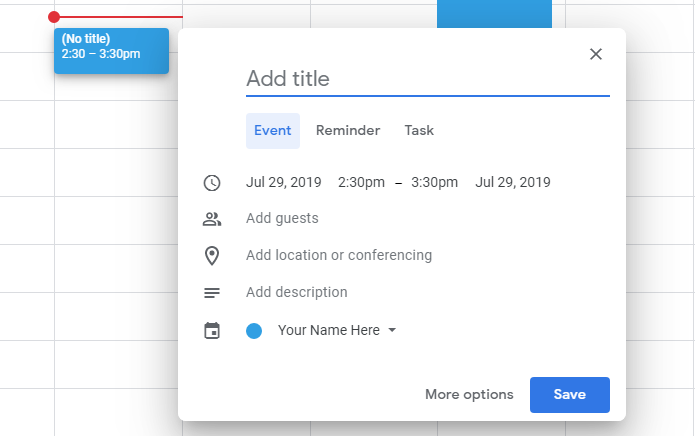 (No title)
2:30 – 3:30pm
Add title
Event Reminder Task
Jul 29, 2019 2:30pm – 3:30pm Jul 29, 2019
Add guests
Add location or conferencing
Add description
Your Name Here
More options Save